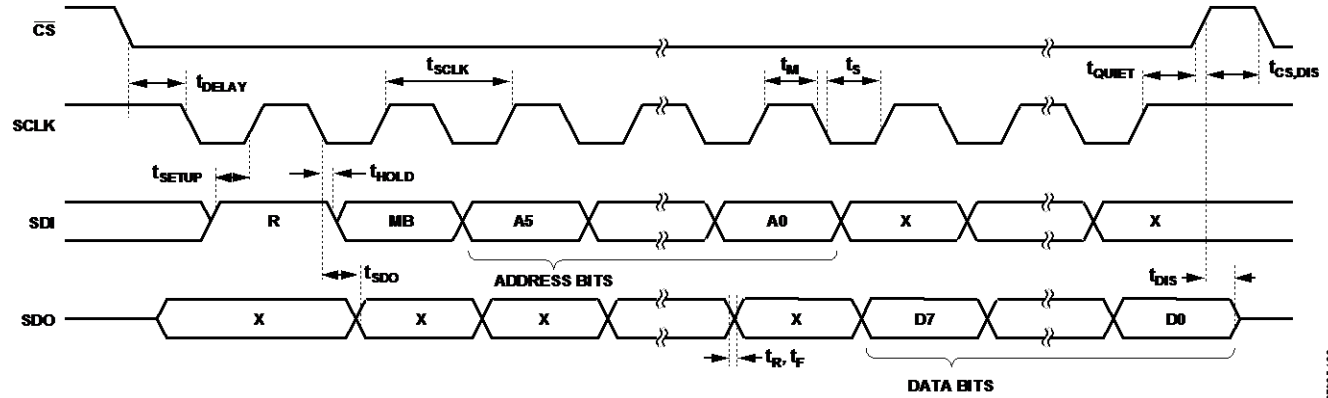 CS
tDELAY
tSCLK
tM
tS
tQUIET
tCS,DIS
SCLK
tSETUP
tHOLD
SDI
R
MB
A5
A0
X
X
tSDO
ADDRESS BITS
tDIS
SDO
X
X
X
X
D7
D0
tR, tF
DATA BITS